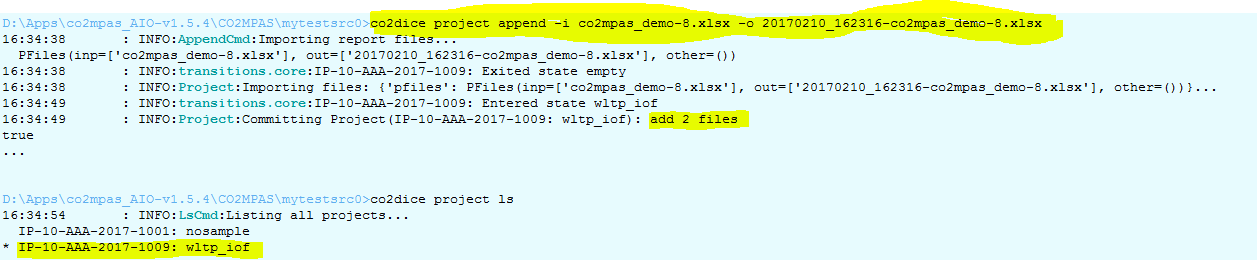 D:\Apps\co2mpas_AIO-v1.5.4\CO2MPAS\mytestsrc0>co2dice project append -i co2mpas_demo-8.xlsx -o 20170210_162316-co2mpas_demo-8.xlsx
16:34:38 : INFO:AppendCmd:Importing report files...
PFiles(inp=['co2mpas_demo-8.xlsx'], out=['20170210_162316-co2mpas_demo-8.xlsx'], other=())
16:34:38 : INFO:transitions.core:IP-10-AAA-2017-1009: Exited state empty
16:34:38 : INFO:Project:Importing files: {'pfiles': PFiles(inp=['co2mpas_demo-8.xlsx'], out=['20170210_162316-co2mpas_demo-8.xlsx'], other=())}...
16:34:49 : INFO:transitions.core:IP-10-AAA-2017-1009: Entered state wltp_iof
16:34:49 : INFO:Project:Committing Project(IP-10-AAA-2017-1009: wltp_iof): add 2 files
true
...
D:\Apps\co2mpas_AIO-v1.5.4\CO2MPAS\mytestsrc0>co2dice project ls
16:34:54 : INFO:LsCmd:Listing all projects...
IP-10-AAA-2017-1001: nosample
* IP-10-AAA-2017-1009: wltp_iof